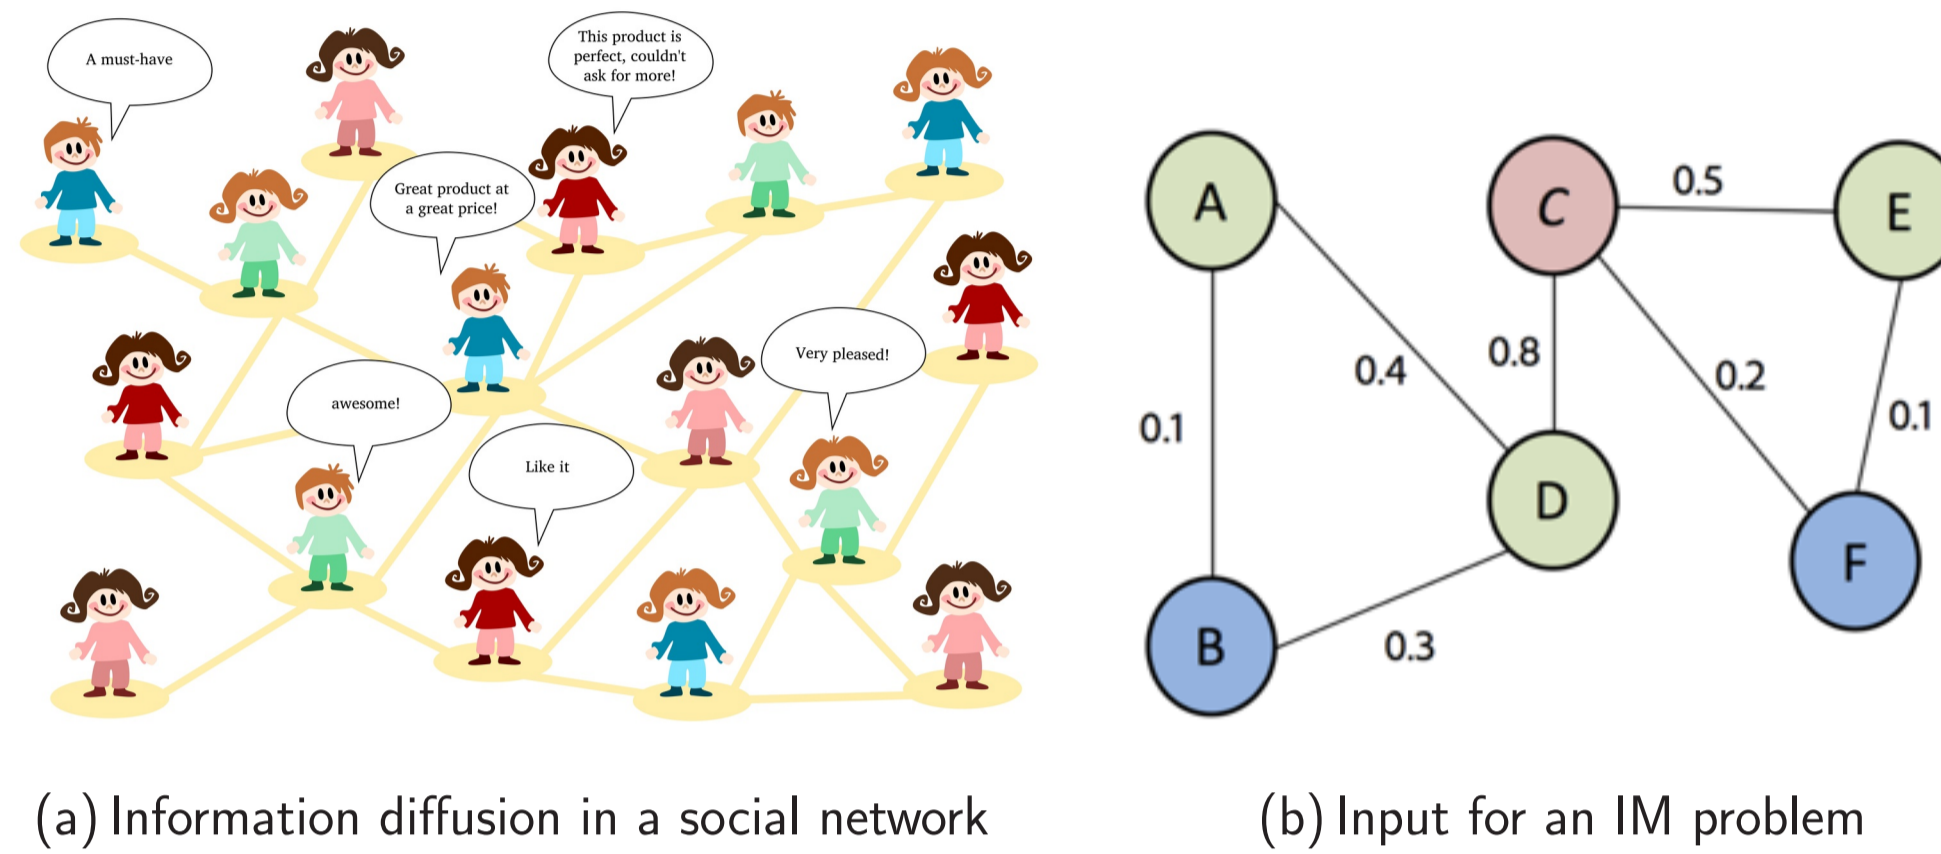 A must-have
This product is
perfect, couldn't
ask for more!
Great product at
a great price!
Very pleased!
awesome!
Like it
A
C
0.5
E
0.4
0.8
0.2
0.1
0.1
D
F
B
0.3
(a) Information diffusion in a social network
(b) Input for an IM problem